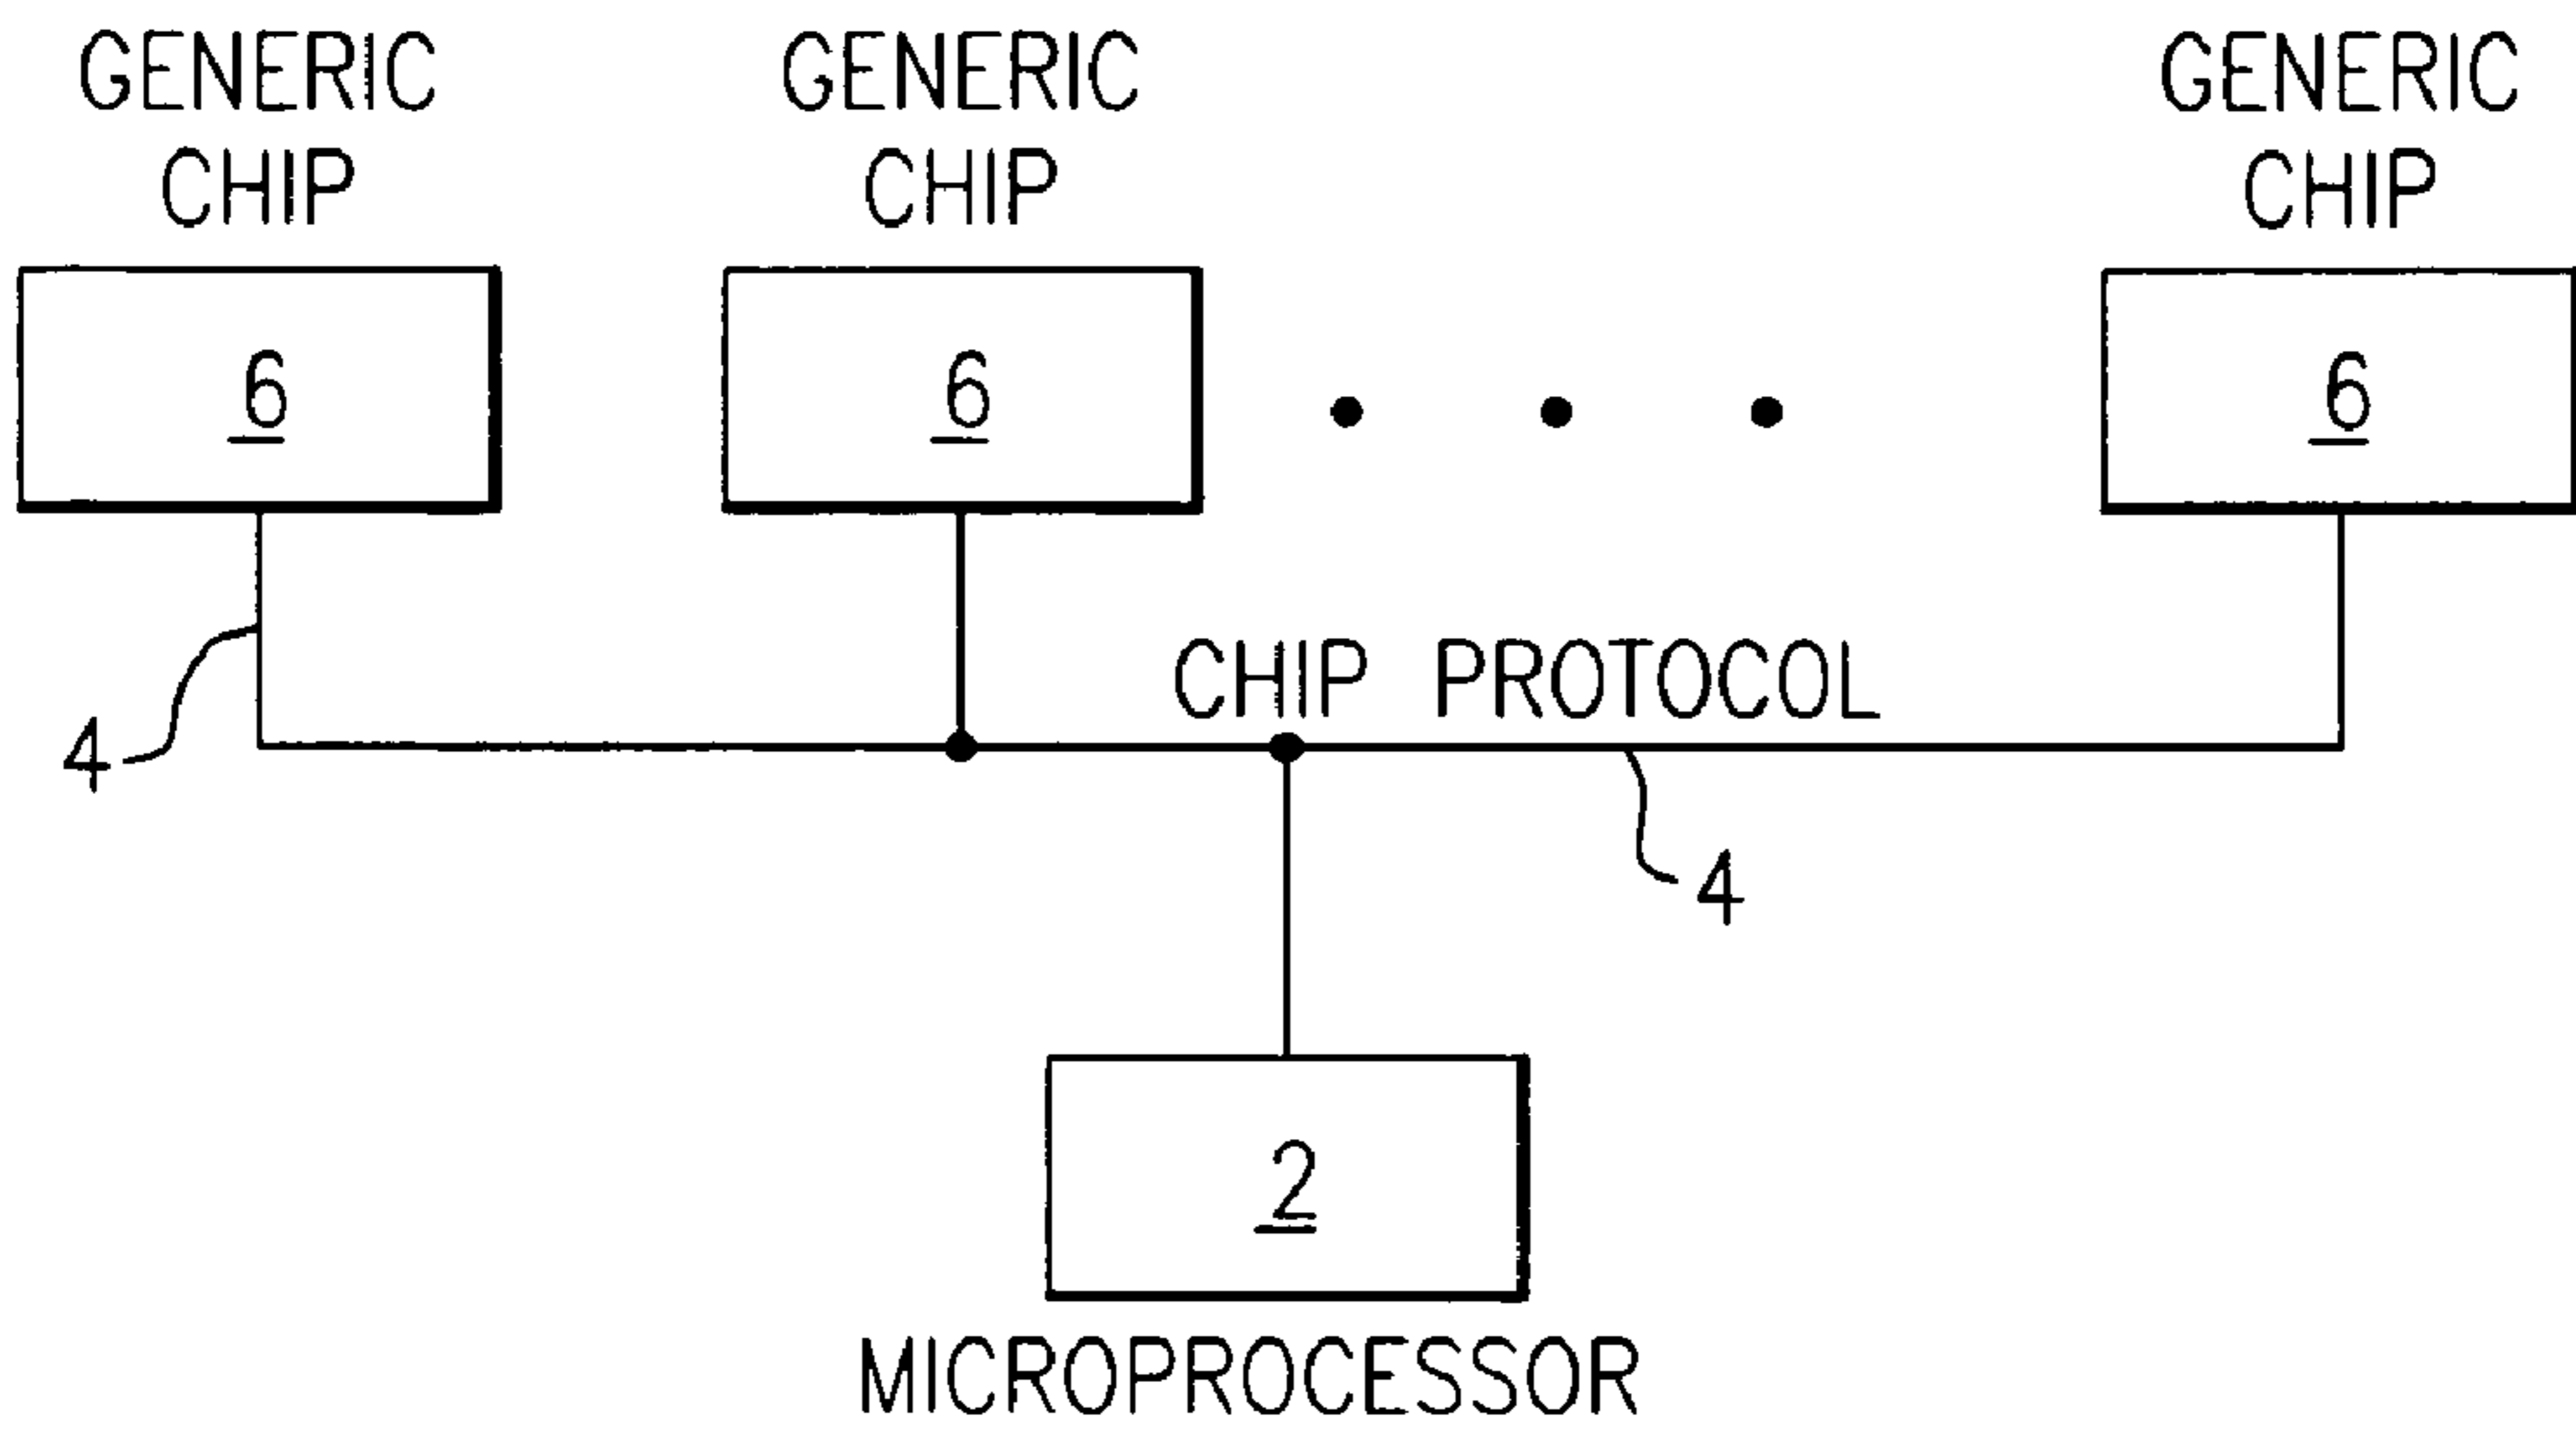 GENERIC GENERIC GENERIC
CHIP CHIP CHIP
6 6 6
CHIP PROTOCOL
4
4
2
MICROPROCESSOR